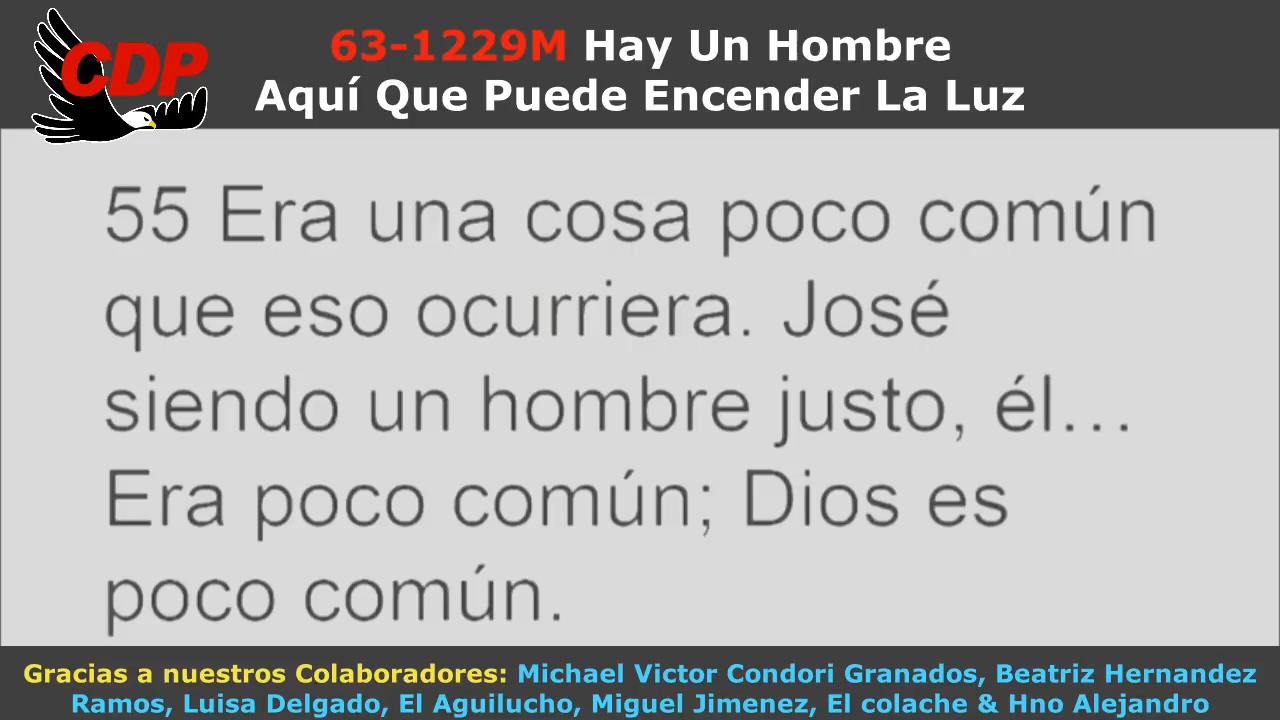 CDP
63-1229M Hay Un Hombre
Aquí Que Puede Encender La Luz
55 Era una cosa poco común
que eso ocurriera. José
siendo un hombre justo, él…
Era poco común; Dios es
poco común.
Gracias a nuestros Colaboradores: Michael Victor Condori Granados, Beatriz Hernandez
Ramos, Luisa Delgado, El Aguilucho, Miguel Jimenez, El colache & Hno Alejandro